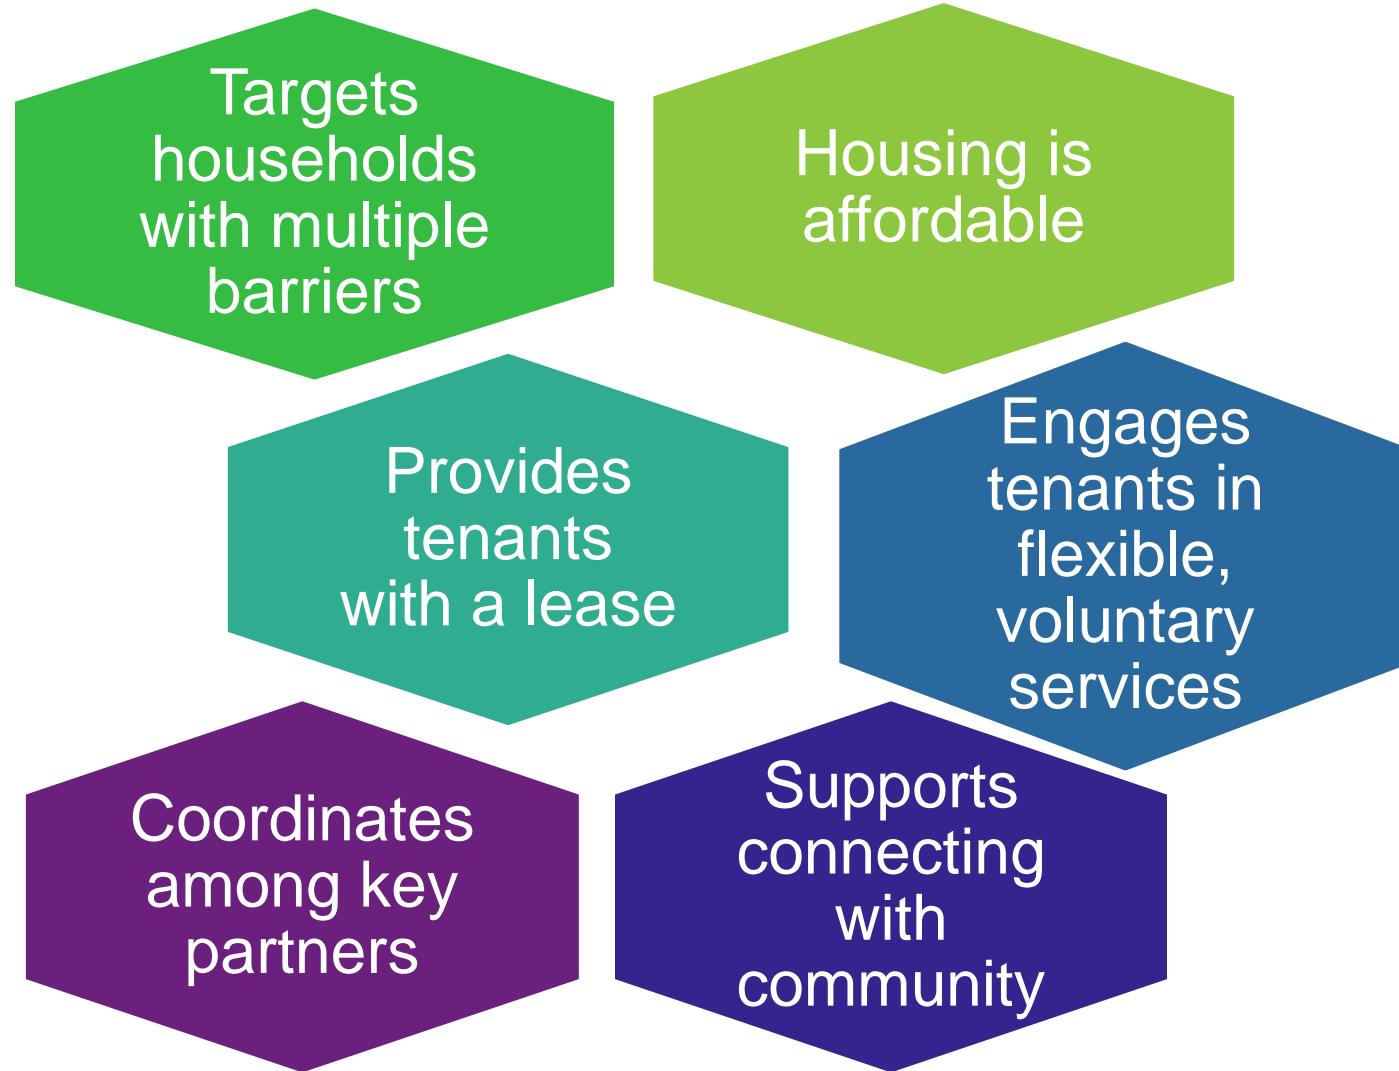 Targets
households
with multiple
barriers
Housing is
affordable
Provides
tenants
with a lease
Engages
tenants in
flexible,
voluntary
services
Coordinates
among key
partners
Supports
connecting
with
community